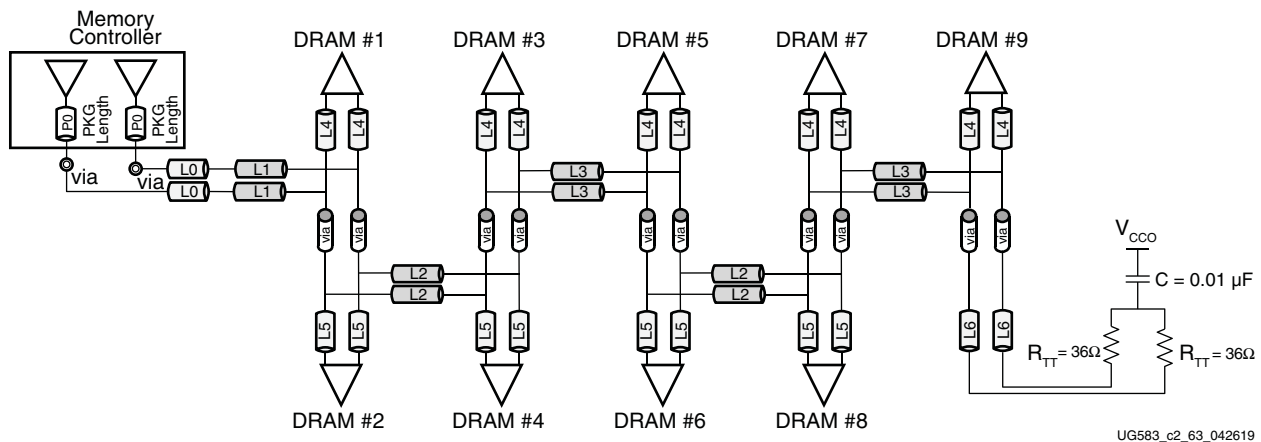 Memory
Controller
DRAM #1
DRAM #3
DRAM #5
DRAM #7
DRAM #9
P0
PKG
Length
P0
PKG
Length
L4
L4
L4
L4
L4
L4
L4
L4
L4
L4
via
via
L0
L1
L0
L1
L3
L3
L3
L3
via
via
via
via
via
via
via
via
via
via
L2
L2
L2
L2
L5
L5
L5
L5
L5
L5
L5
L5
L6
L6
VCCO
C = 0.01 µF
RTT = 36Ω
RTT = 36Ω
DRAM #2
DRAM #4
DRAM #6
DRAM #8
UG583_c2_63_042619